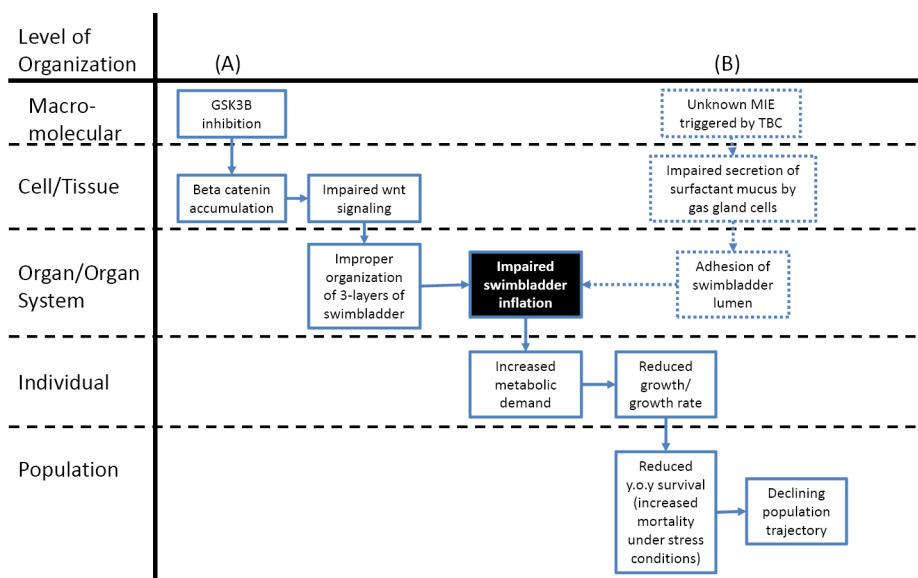 Level of
Organization
(A)
(B)
Macro-
molecular
GSK3B
inhibition
Unknown MIE
triggered by TBC
Cell/Tissue
Beta catenin
accumulation
Impaired wnt
signaling
Impaired secretion of
surfactant mucus by
gas gland cells
Organ/Organ
System
Improper
organization
of 3-layers of
swimbladder
Impaired
swimbladder
inflation
Adhesion of
swimbladder
lumen
Individual
Increased
metabolic
demand
Reduced
growth/
growth rate
Population
Reduced
y.o.y survival
(increased
mortality
under stress
conditions)
Declining
population
trajectory